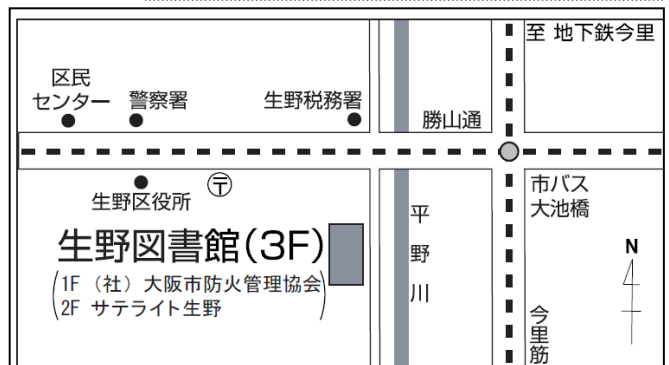 至 地下鉄今里
区民
センター
警察署
生野税務署
勝山通
生野区役所
〒
市バス
大池橋
生野図書館(3F)
(1F (社)大阪市防火管理協会
2F サテライト生野)
平野川
N
今里筋